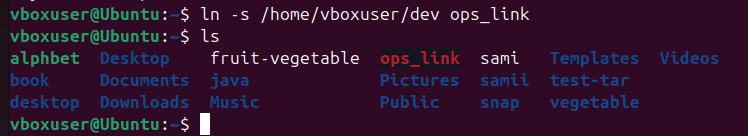 vboxuser@Ubuntu:~$ ln -s /home/vboxuser/dev ops_link
vboxuser@Ubuntu:~$ ls
alphbet Desktop fruit-vegetable ops_link sami Templates Videos
book Documents java Pictures samii test-tar
desktop Downloads Music Public snap vegetable
vboxuser@Ubuntu:~$